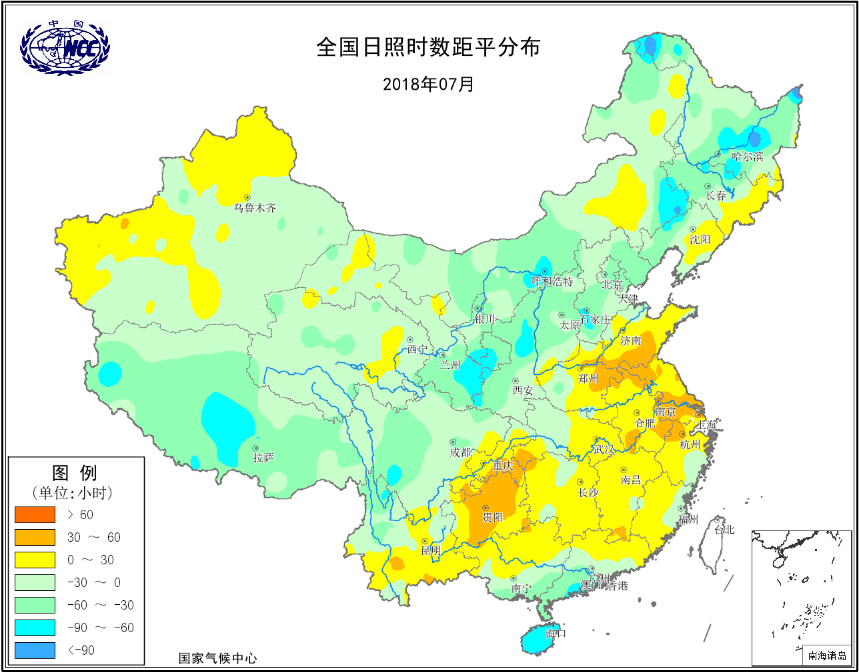 中国
NCC
全国日照时数距平分布
2018年07月
哈尔滨
长春
乌鲁木齐
沈阳
呼和浩特
北京
天津
银川
太原
石家庄
西宁
兰州
济南
郑州
西安
南京
合肥
上海
拉萨
成都
武汉
杭州
重庆
南昌
长沙
贵阳
福州
台北
昆明
广州
南宁
澳门
香港
海口
图 例
(单位:小时)
> 60
30 ~ 60
0 ~ 30
-30 ~ 0
-60 ~ -30
-90 ~ -60
<-90
南海诸岛
国家气候中心